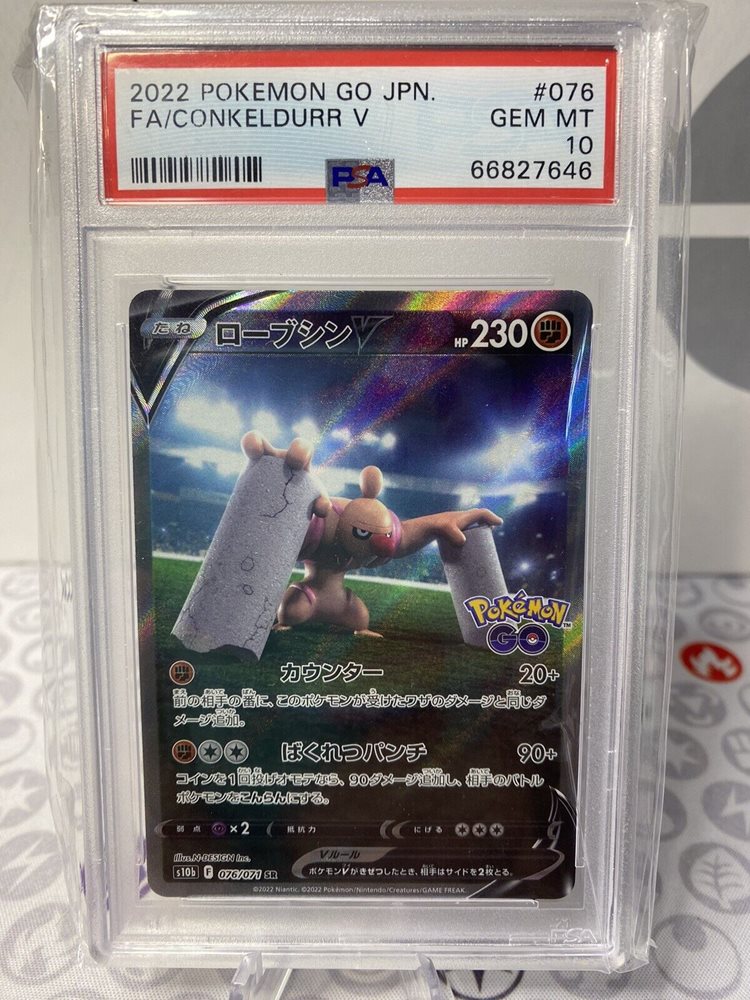 2022 POKEMON GO JPN. #076
FA/CONKELDURR V GEM MT
10
PSA 66827646
たね ローブシンV HP 230
Pokémon GO™
カウンター 20+
前の相手の番に、このポケモンが受けたワザのダメージと同じダ
メージ追加。
ばくれつパンチ 90+
コインを1回投げオモテなら、90ダメージ追加し、相手のバトル
ポケモンをこんらんにする。
弱点 ×2 抵抗力 にげる
Illus.N-DESIGN Inc. Vルール
s10b F 076/071 SR ポケモンVがきぜつしたとき、相手はサイドを2枚とる。
©2022 Niantic. ©2022 Pokémon/Nintendo/Creatures/GAME FREAK.
PSA